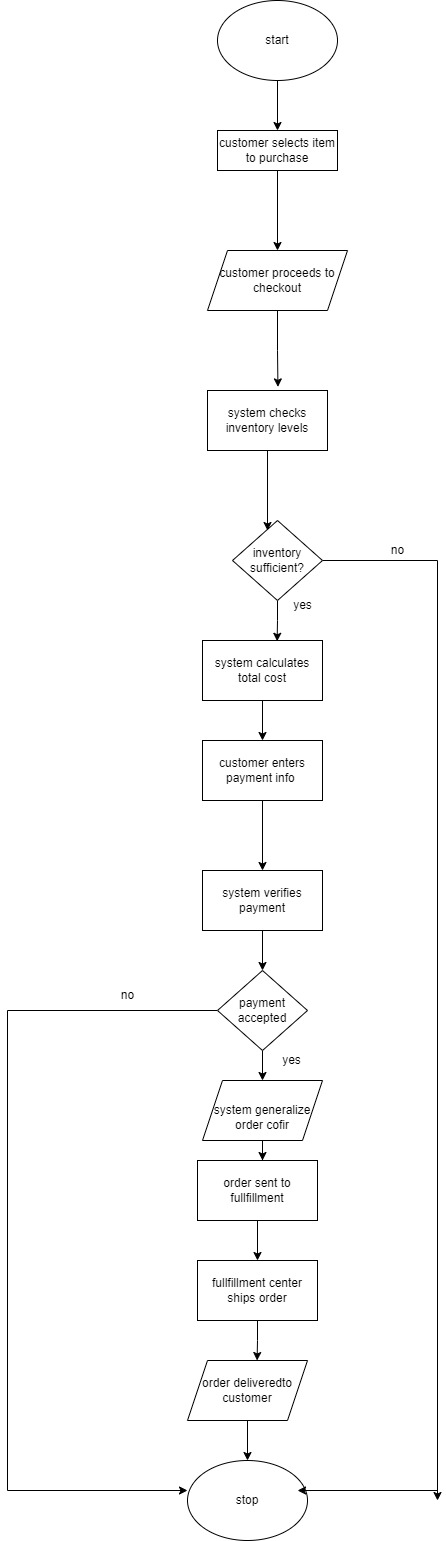 start
customer selects item
to purchase
customer proceeds to
checkout
system checks
inventory levels
inventory
sufficient?
no
yes
system calculates
total cost
customer enters
payment info
system verifies
payment
no
payment
accepted
yes
system generalize
order cofir
order sent to
fullfillment
fullfillment center
ships order
order deliveredto
customer
stop